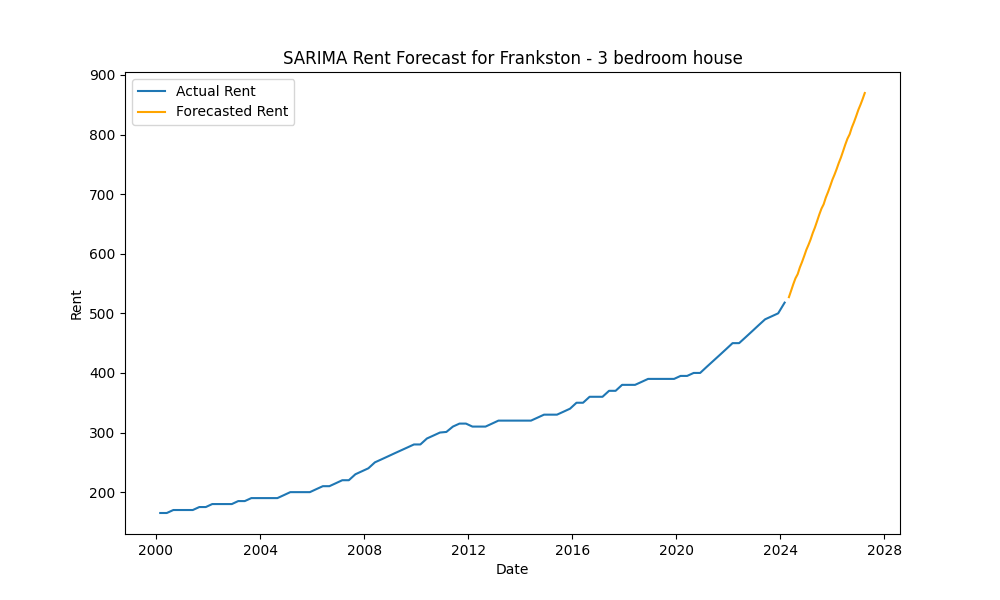 SARIMA Rent Forecast for Frankston - 3 bedroom house
Actual Rent
Forecasted Rent
900
800
700
600
500
400
300
200
Rent
2000 2004 2008 2012 2016 2020 2024 2028
Date